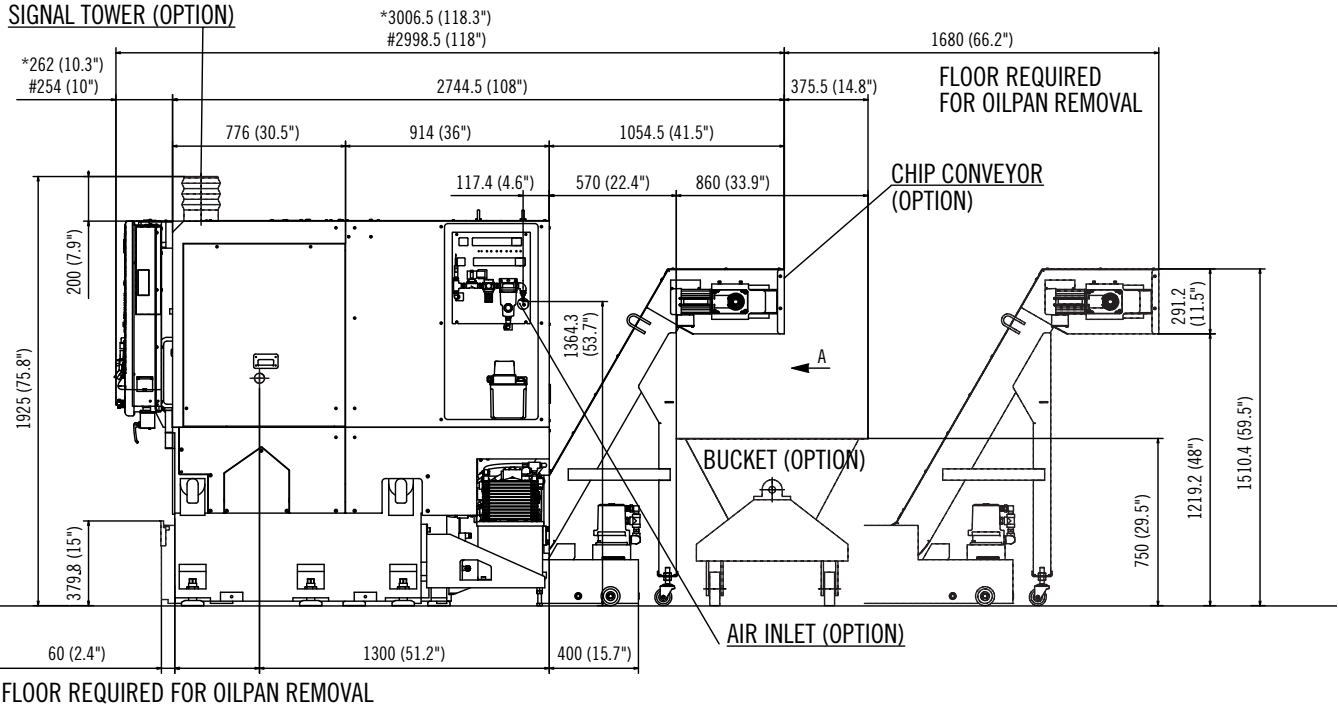 SIGNAL TOWER (OPTION)
*3006.5 (118.3")
#2998.5 (118")
1680 (66.2")
*262 (10.3")
#254 (10")
2744.5 (108")
375.5 (14.8")
FLOOR REQUIRED
FOR OILPAN REMOVAL
776 (30.5")
914 (36")
1054.5 (41.5")
117.4 (4.6")
570 (22.4")
860 (33.9")
CHIP CONVEYOR
(OPTION)
200 (7.9")
1925 (75.8")
1364.3
(53.7")
A
291.2
(11.5")
BUCKET (OPTION)
379.8 (15")
750 (29.5")
1219.2 (48")
1510.4 (59.5")
AIR INLET (OPTION)
60 (2.4")
1300 (51.2")
400 (15.7")
FLOOR REQUIRED FOR OILPAN REMOVAL